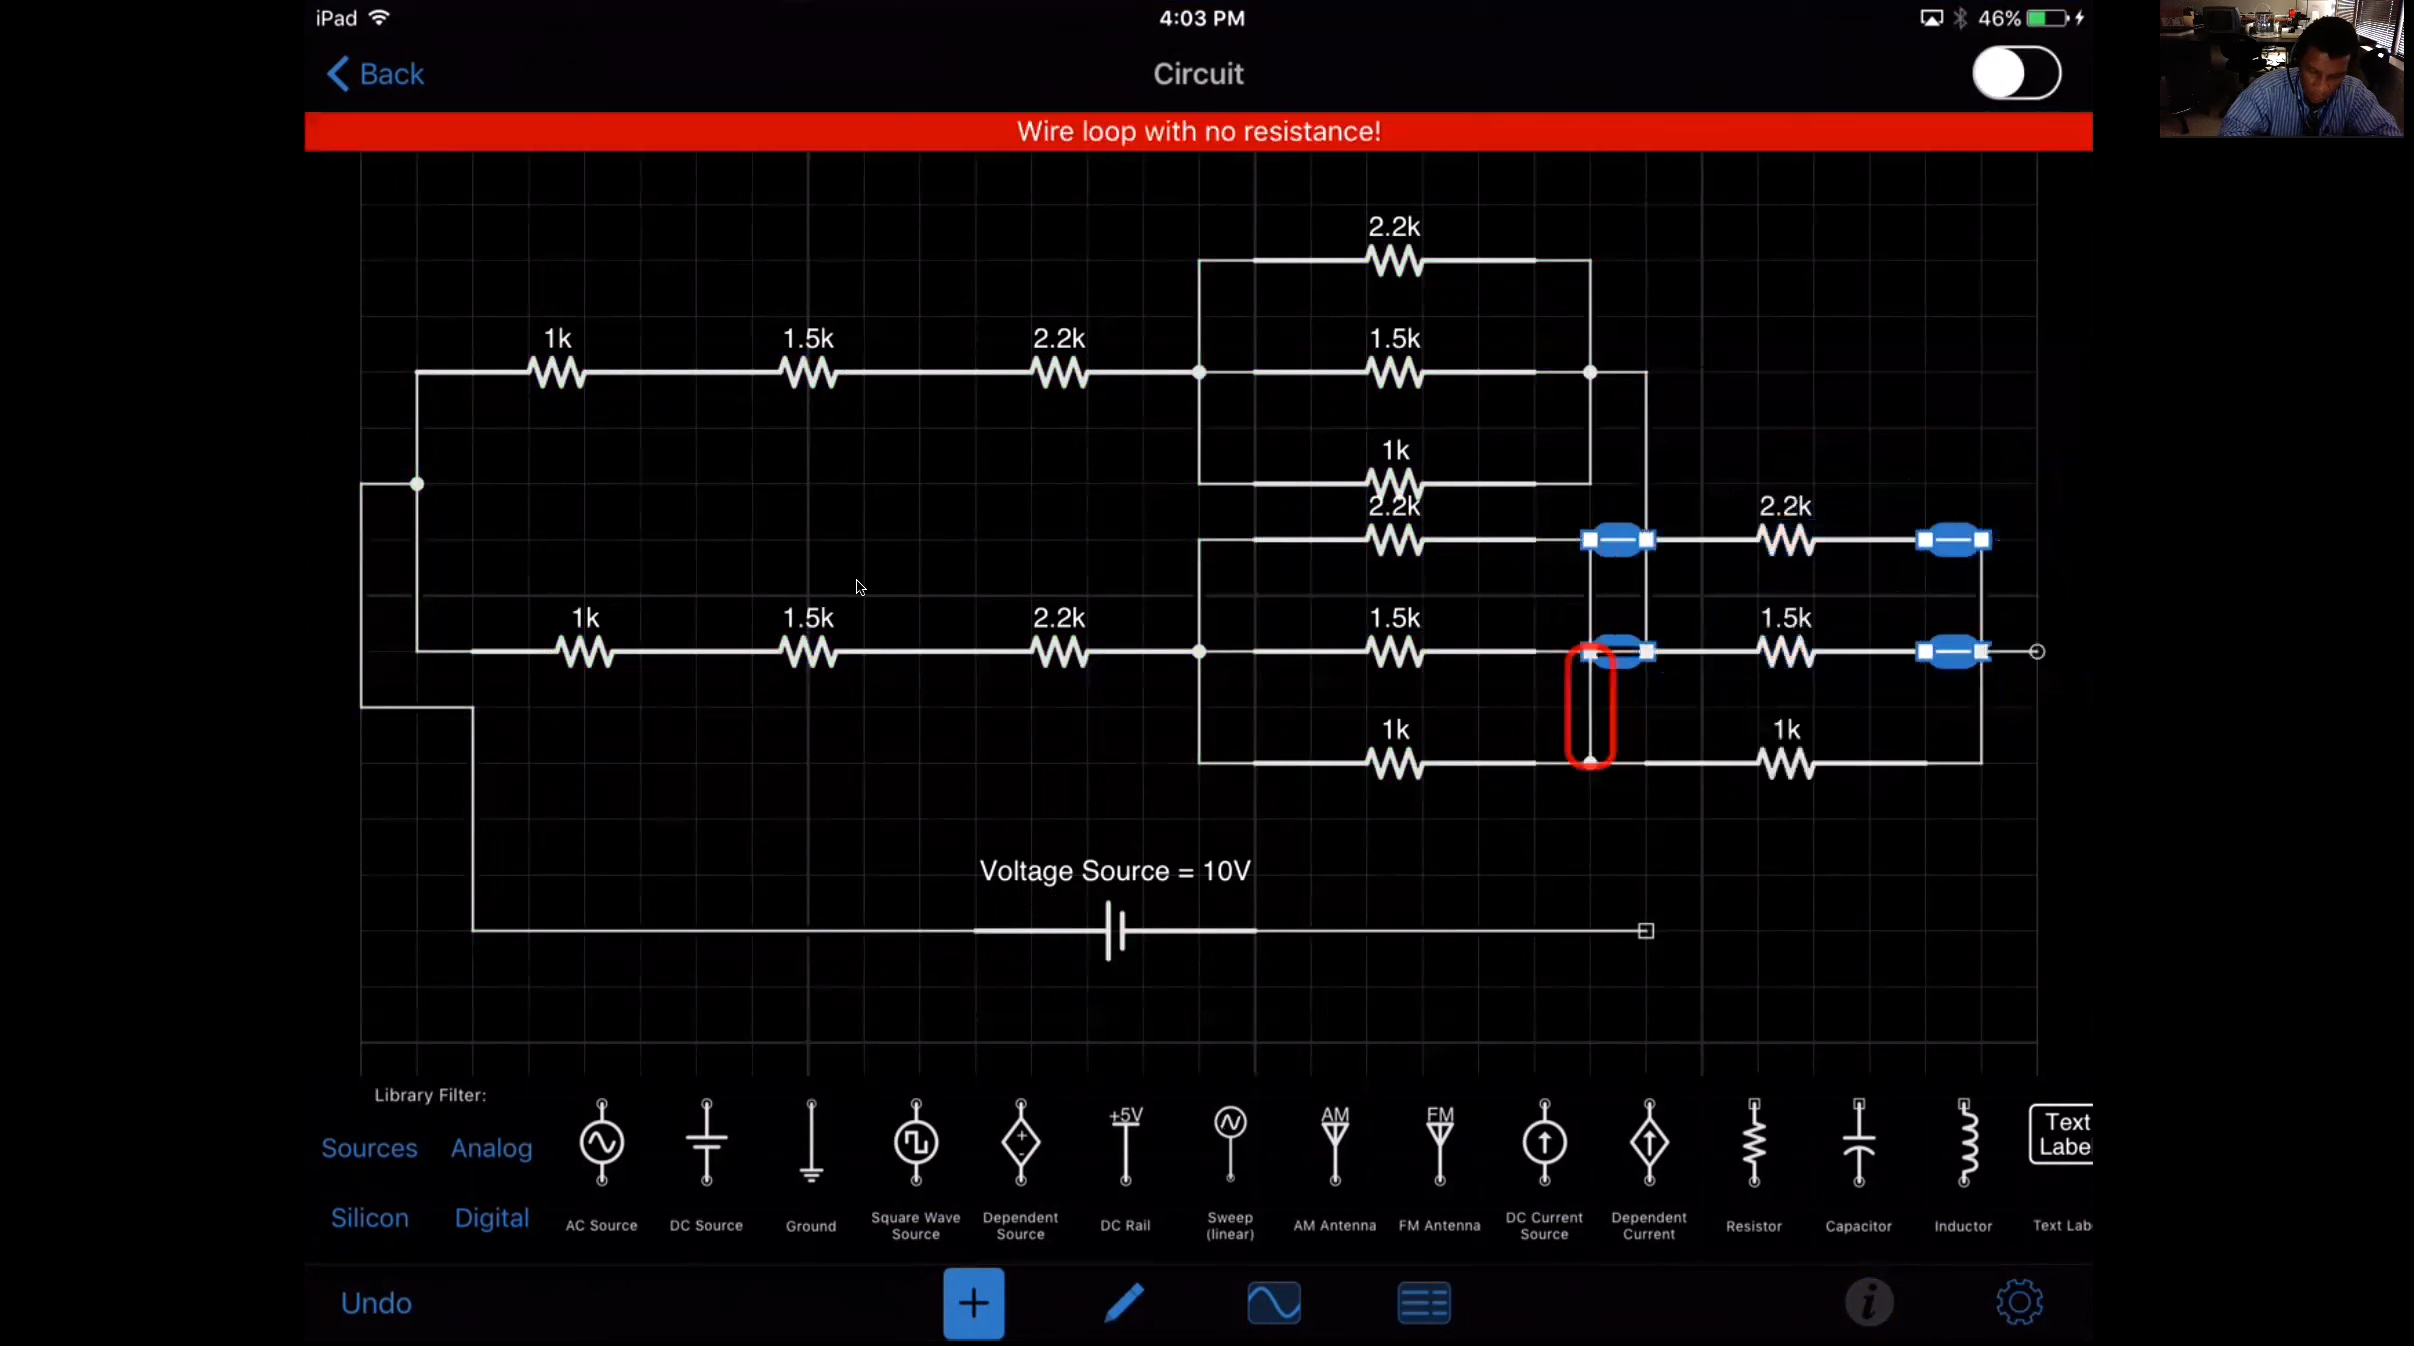 iPad
4:03 PM
46%
Back
Circuit
Wire loop with no resistance!
2.2k
1k
1.5k
2.2k
1.5k
1k
2.2k
2.2k
1k
1.5k
2.2k
1.5k
1.5k
1k
1k
Voltage Source = 10V
Library Filter:
Sources
Analog
Silicon
Digital
+5V
AM
FM
Text
Labe
AC Source
DC Source
Ground
Square Wave
Source
Dependent
Source
DC Rail
Sweep
(linear)
AM Antenna
FM Antenna
DC Current
Source
Dependent
Current
Resistor
Capacitor
Inductor
Text Lab
Undo